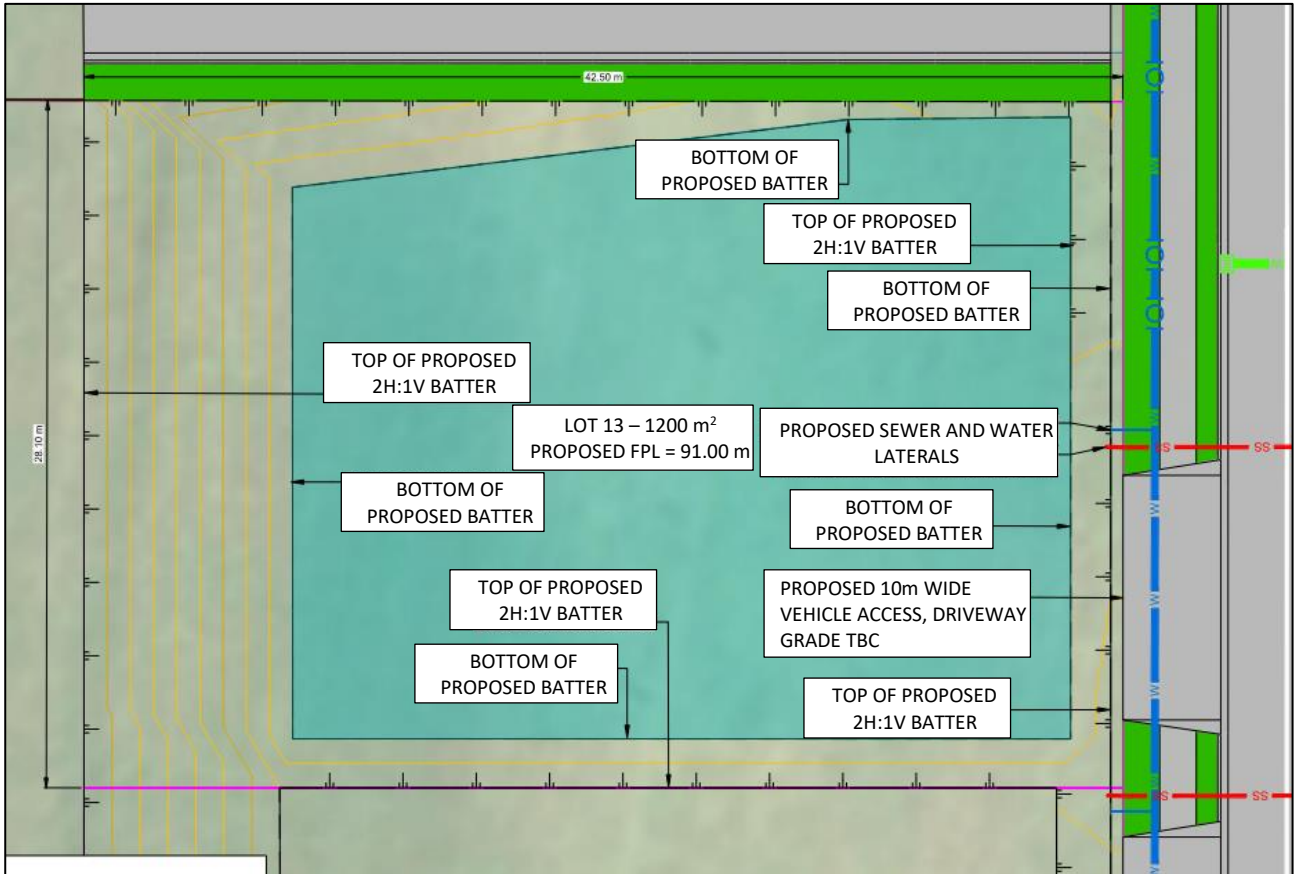 42.50 m
BOTTOM OF
PROPOSED BATTER
TOP OF PROPOSED
2H:1V BATTER
BOTTOM OF
PROPOSED BATTER
TOP OF PROPOSED
2H:1V BATTER
LOT 13 – 1200 m²
PROPOSED FPL = 91.00 m
PROPOSED SEWER AND WATER
LATERALS
28.10 m
BOTTOM OF
PROPOSED BATTER
BOTTOM OF
PROPOSED BATTER
TOP OF PROPOSED
2H:1V BATTER
PROPOSED 10m WIDE
VEHICLE ACCESS, DRIVEWAY
GRADE TBC
BOTTOM OF
PROPOSED BATTER
TOP OF PROPOSED
2H:1V BATTER
W
W
W
W
W
W
W
SS
SS
SS
SS